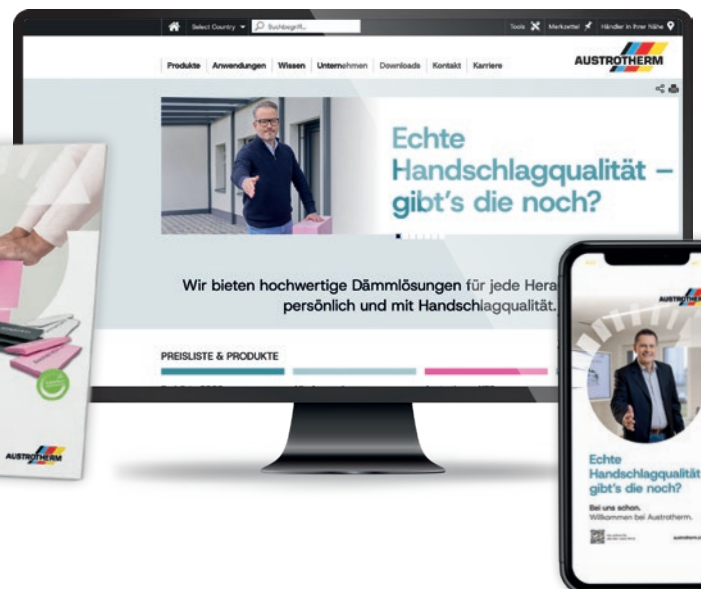 Select Country
Suchbegriff...
Tools
Merkzettel
Händler in Ihrer Nähe
Produkte Anwendungen Wissen Unternehmen Downloads Kontakt Karriere
AUSTROTHERM
Echte
Handschlagqualität –
gibt's die noch?
Wir bieten hochwertige Dämmlösungen für jede
persönlich und mit Handschlagqualität.
PREISLISTE & PRODUKTE
AUSTROTHERM
Echte
Handschlagqualität
gibt's die noch?
Bei uns schon.
Willkommen bei Austrotherm.